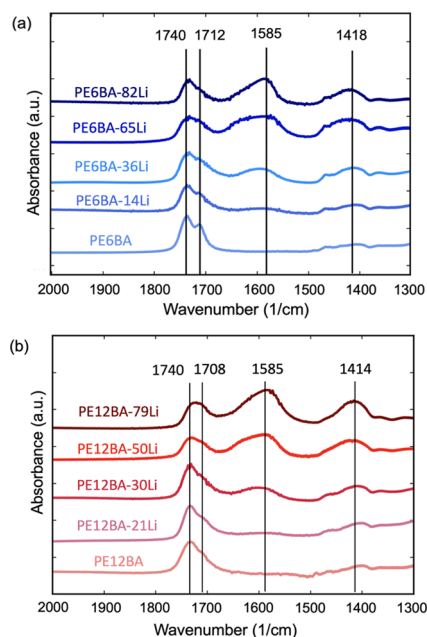 (a)
1740 1712 1585 1418
PE6BA-82Li
PE6BA-65Li
PE6BA-36Li
PE6BA-14Li
PE6BA
Absorbance (a.u.)
2000 1900 1800 1700 1600 1500 1400 1300
Wavenumber (1/cm)
(b)
1740 1708 1585 1414
PE12BA-79Li
PE12BA-50Li
PE12BA-30Li
PE12BA-21Li
PE12BA
Absorbance (a.u.)
2000 1900 1800 1700 1600 1500 1400 1300
Wavenumber (1/cm)